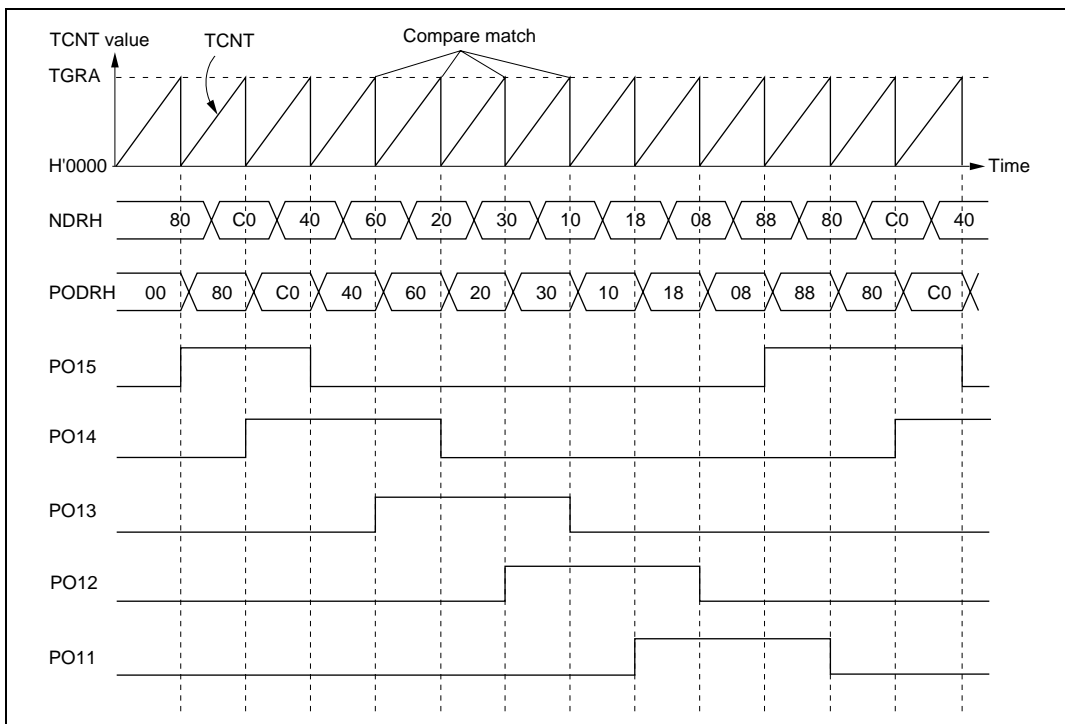 TCNT value
TCNT
Compare match
TGRA
H'0000
Time
NDRH 80 C0 40 60 20 30 10 18 08 88 80 C0 40
PODRH 00 80 C0 40 60 20 30 10 18 08 88 80 C0
PO15
PO14
PO13
PO12
PO11